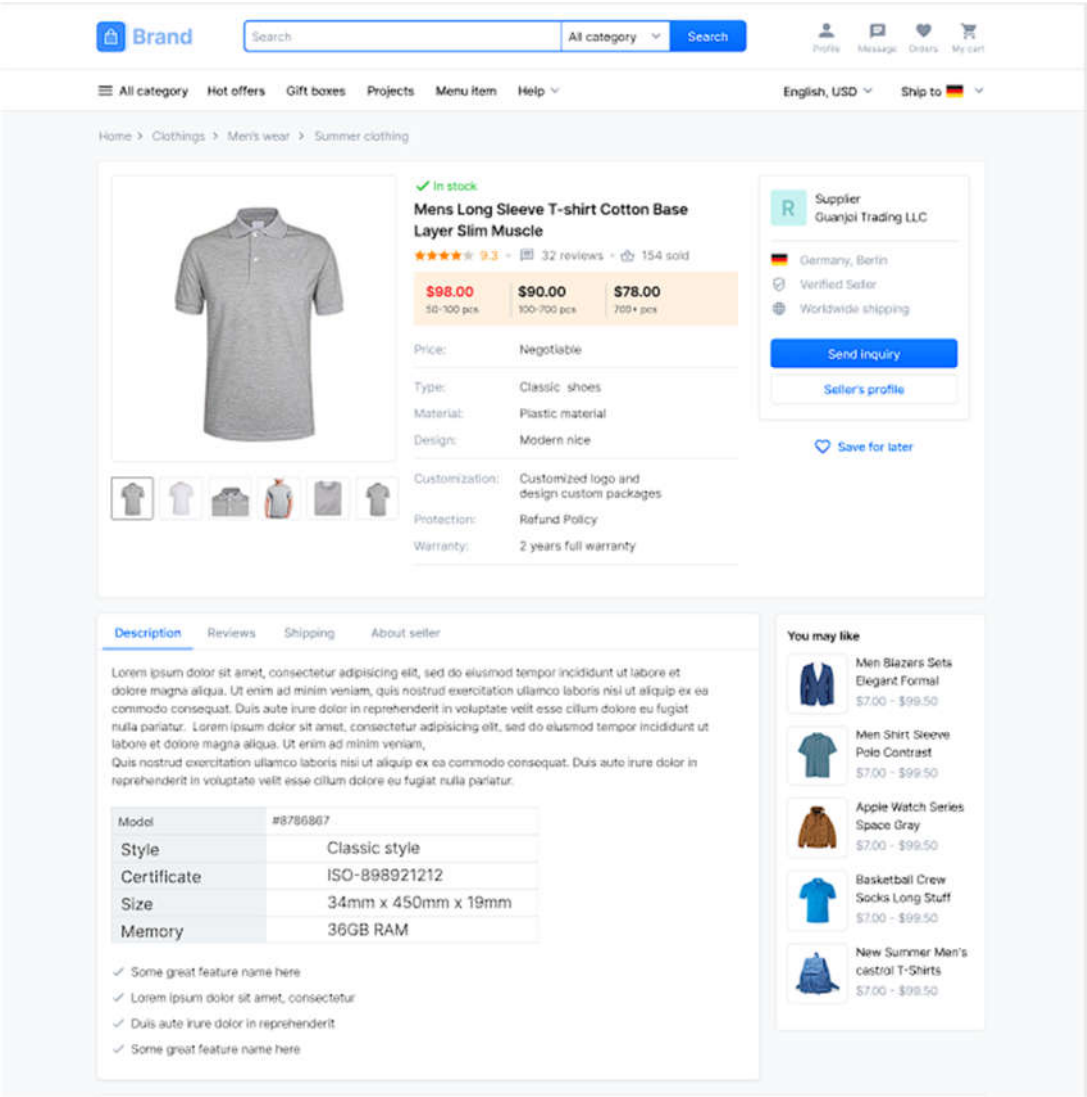 Brand
Search
All category
Search
Profile
Message
Orders
My cart
All category
Hot offers
Gift boxes
Projects
Menu item
Help
English, USD
Ship to
Home > Clothings > Men's wear > Summer clothing
In stock
Mens Long Sleeve T-shirt Cotton Base
Layer Slim Muscle
9.3 • 32 reviews • 154 sold
$98.00 $90.00 $78.00
50-100 pcs 100-700 pcs 700+ pcs
Price: Negotiable
Type: Classic shoes
Material: Plastic material
Design: Modern nice
Customization: Customized logo and
design custom packages
Protection: Refund Policy
Warranty: 2 years full warranty
R
Supplier
Guanjoi Trading LLC
Germany, Berlin
Verified Seller
Worldwide shipping
Send inquiry
Seller's profile
Save for later
Description
Reviews
Shipping
About seller
Lorem ipsum dolor sit amet, consectetur adipisicing elit, sed do eiusmod tempor incididunt ut labore et
dolore magna aliqua. Ut enim ad minim veniam, quis nostrud exercitation ullamco laboris nisi ut aliquip ex ea
commodo consequat. Duis aute irure dolor in reprehenderit in voluptate velit esse cillum dolore eu fugiat
nulla pariatur. Lorem ipsum dolor sit amet, consectetur adipisicing elit, sed do eiusmod tempor incididunt ut
labore et dolore magna aliqua. Ut enim ad minim veniam,
Quis nostrud exercitation ullamco laboris nisi ut aliquip ex ea commodo consequat. Duis aute irure dolor in
reprehenderit in voluptate velit esse cillum dolore eu fugiat nulla pariatur.
Model #8786867
Style Classic style
Certificate ISO-898921212
Size 34mm x 450mm x 19mm
Memory 36GB RAM
Some great feature name here
Lorem ipsum dolor sit amet, consectetur
Duis aute irure dolor in reprehenderit
Some great feature name here
You may like
Men Blazers Sets
Elegant Formal
$7.00 - $99.50
Men Shirt Sleeve
Polo Contrast
$7.00 - $99.50
Apple Watch Series
Space Gray
$7.00 - $99.50
Basketball Crew
Socks Long Stuff
$7.00 - $99.50
New Summer Men's
castrol T-Shirts
$7.00 - $99.50